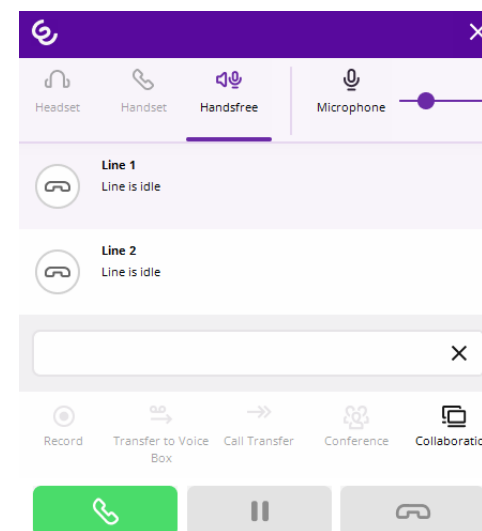 Headset Handset Handsfree Microphone
Line 1
Line is idle
Line 2
Line is idle
Record Transfer to Voice Box Call Transfer Conference Collaboratio